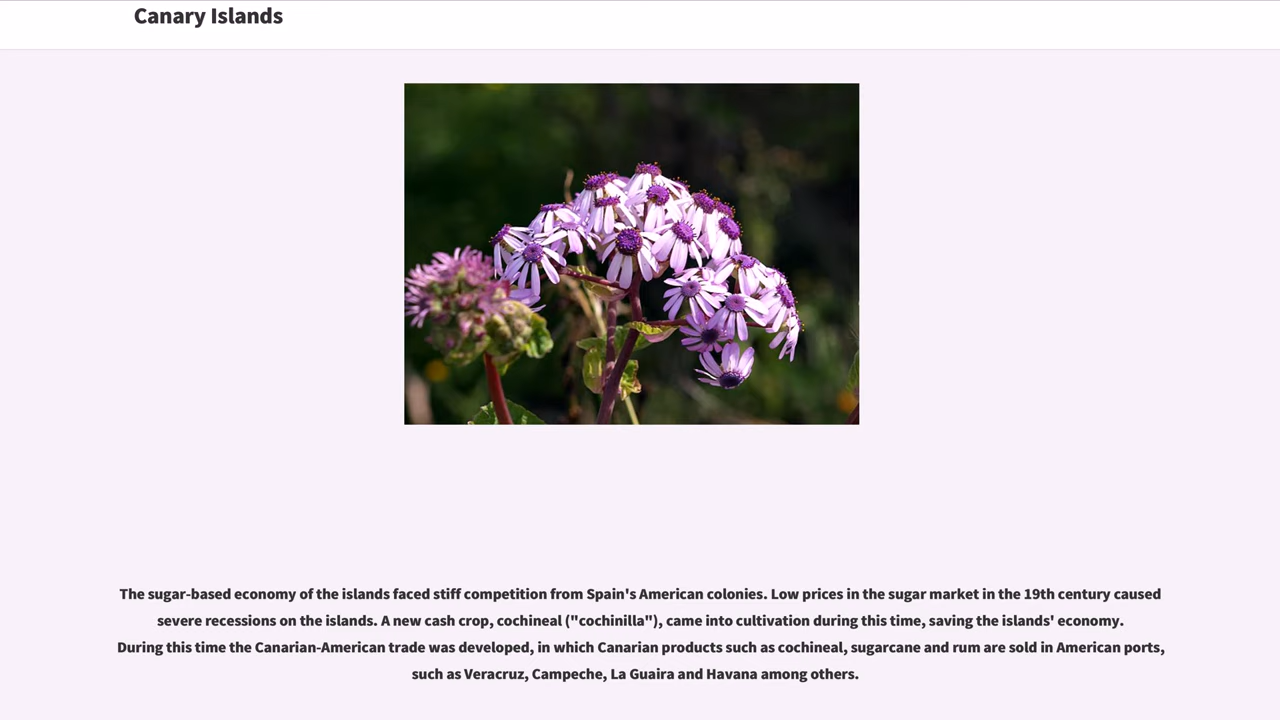 Canary Islands
The sugar-based economy of the islands faced stiff competition from Spain's American colonies. Low prices in the sugar market in the 19th century caused
severe recessions on the islands. A new cash crop, cochineal ("cochinilla"), came into cultivation during this time, saving the islands' economy.
During this time the Canarian-American trade was developed, in which Canarian products such as cochineal, sugarcane and rum are sold in American ports,
such as Veracruz, Campeche, La Guaira and Havana among others.